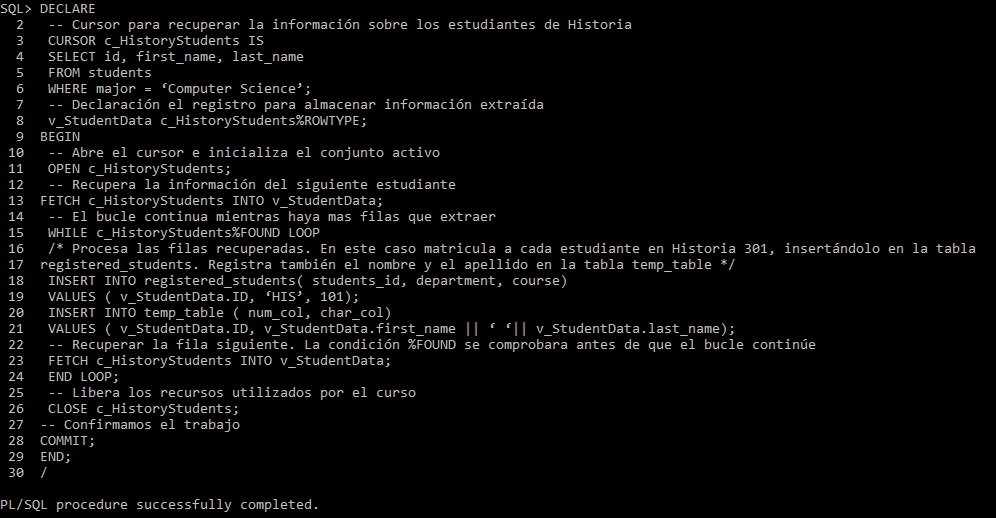 SQL> DECLARE
2 -- Cursor para recuperar la información sobre los estudiantes de Historia
3 CURSOR c_HistoryStudents IS
4 SELECT id, first_name, last_name
5 FROM students
6 WHERE major = ‘Computer Science’;
7 -- Declaración el registro para almacenar información extraída
8 v_StudentData c_HistoryStudents%ROWTYPE;
9 BEGIN
10 -- Abre el cursor e inicializa el conjunto activo
11 OPEN c_HistoryStudents;
12 -- Recupera la información del siguiente estudiante
13 FETCH c_HistoryStudents INTO v_StudentData;
14 -- El bucle continua mientras haya mas filas que extraer
15 WHILE c_HistoryStudents%FOUND LOOP
16 /* Procesa las filas recuperadas. En este caso matricula a cada estudiante en Historia 301, insertándolo en la tabla
17 registered_students. Registra también el nombre y el apellido en la tabla temp_table */
18 INSERT INTO registered_students( students_id, department, course)
19 VALUES ( v_StudentData.ID, ‘HIS’, 101);
20 INSERT INTO temp_table ( num_col, char_col)
21 VALUES ( v_StudentData.ID, v_StudentData.first_name || ‘ ‘|| v_StudentData.last_name);
22 -- Recuperar la fila siguiente. La condición %FOUND se comprobara antes de que el bucle continúe
23 FETCH c_HistoryStudents INTO v_StudentData;
24 END LOOP;
25 -- Libera los recursos utilizados por el curso
26 CLOSE c_HistoryStudents;
27 -- Confirmamos el trabajo
28 COMMIT;
29 END;
30 /
PL/SQL procedure successfully completed.